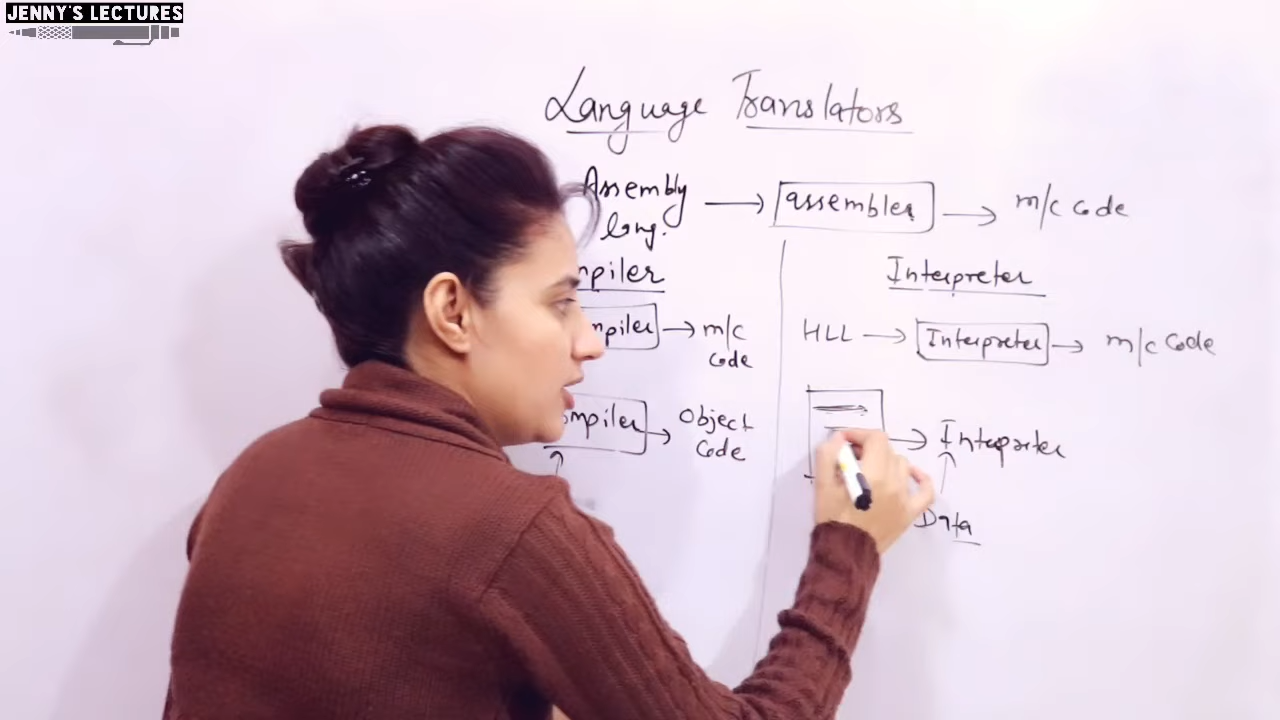 JENNY'S LECTURES
Language Translators
Assembly lang. → assembler → m/c code
mpiler
Interpreter
mpiler → m/c code
HLL → Interpreter → m/c Code
ompiler → Object Code
→ Interpreter
Data